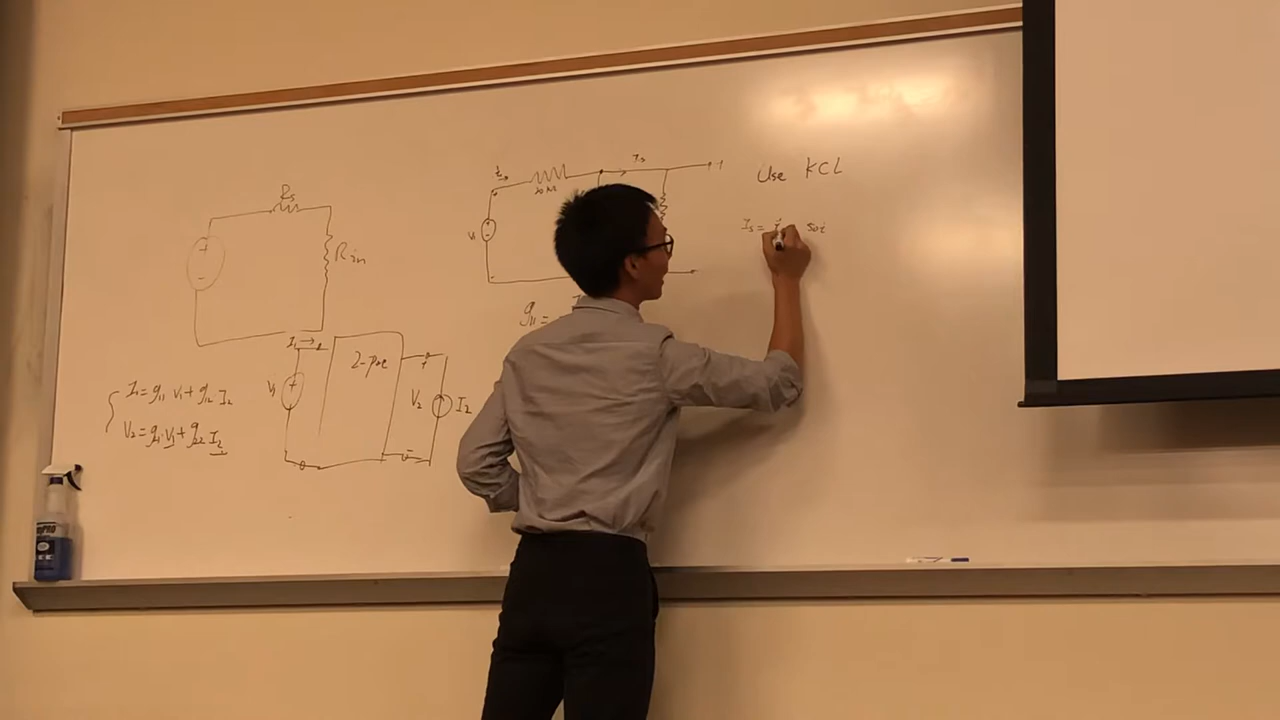 Rs
Rin
I1 →
2-port
V1
+
-
V2
I2
I1 = g11 V1 + g12 I2
V2 = g21 V1 + g22 I2
+
-
g11 =
Use KCL
I3 = i 50i